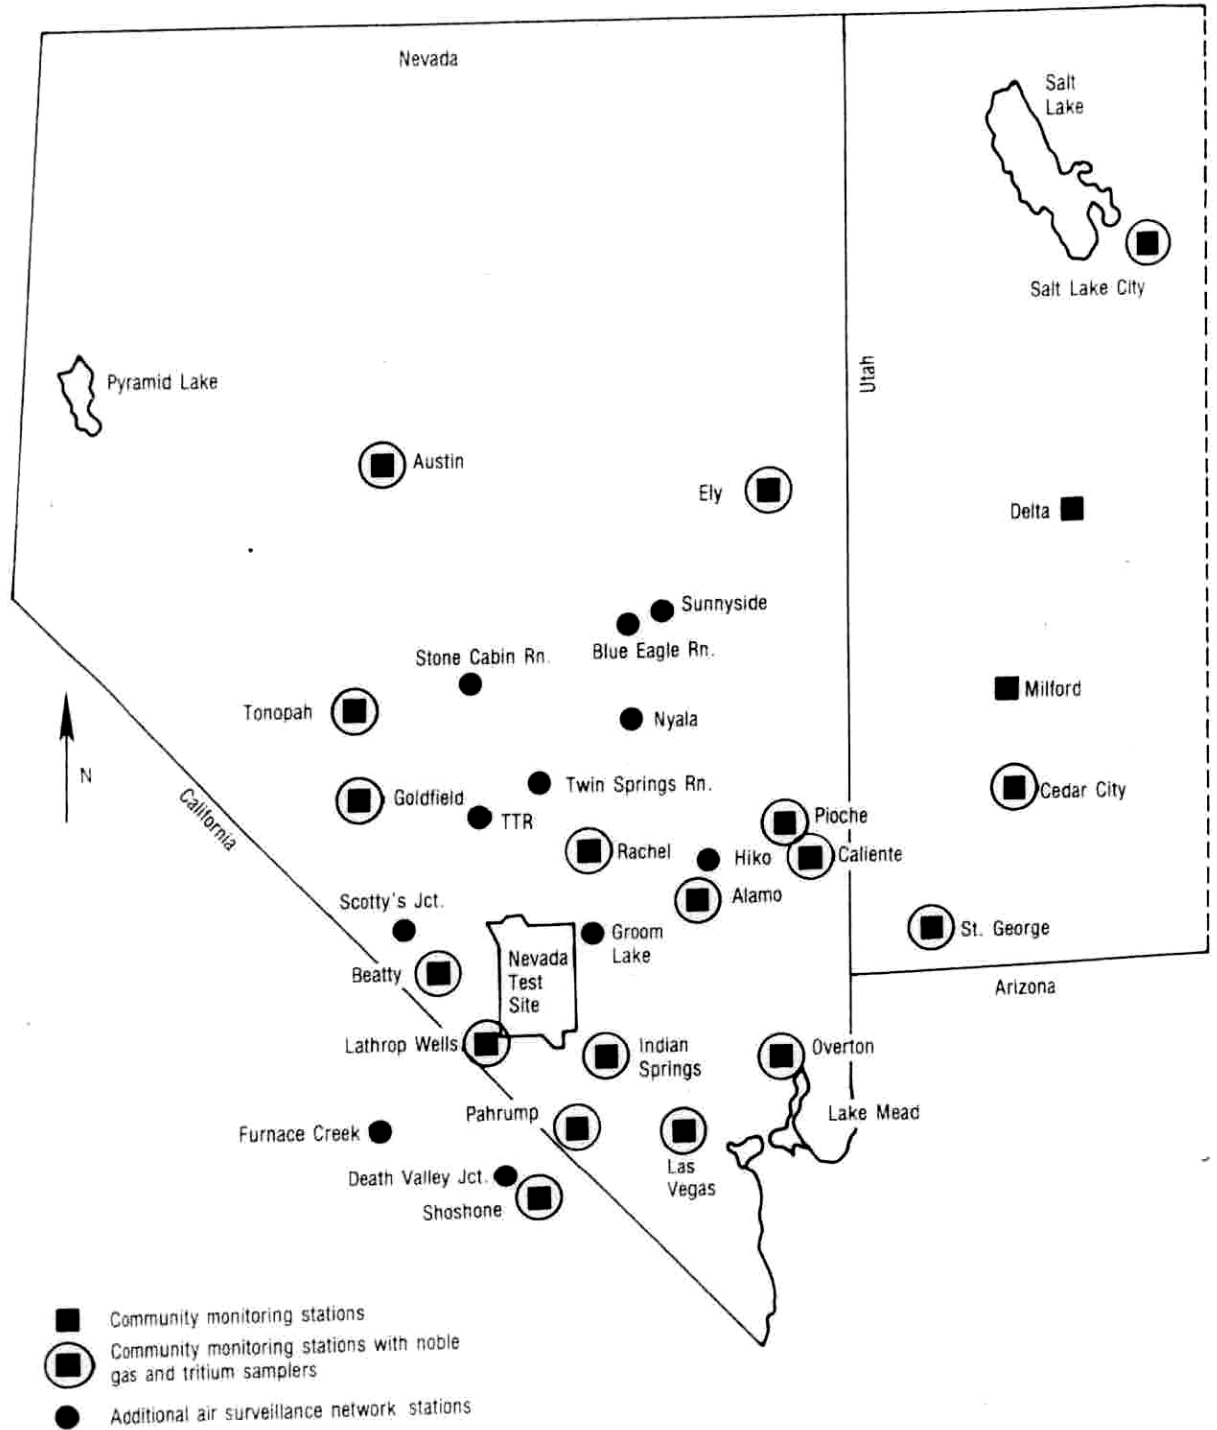 Nevada
Salt
Lake
Salt Lake City
Utah
Pyramid Lake
Austin
Ely
Delta
Sunnyside
Blue Eagle Rn.
Stone Cabin Rn.
Milford
Tonopah
Nyala
N
Twin Springs Rn.
Cedar City
Goldfield
California
TTR
Pioche
Rachel
Hiko
Caliente
Alamo
Scotty's Jct.
St. George
Groom
Lake
Nevada
Test
Site
Beatty
Arizona
Lathrop Wells
Indian
Springs
Overton
Pahrump
Lake Mead
Furnace Creek
Las
Vegas
Death Valley Jct.
Shoshone
Community monitoring stations
Community monitoring stations with noble
gas and tritium samplers
Additional air surveillance network stations